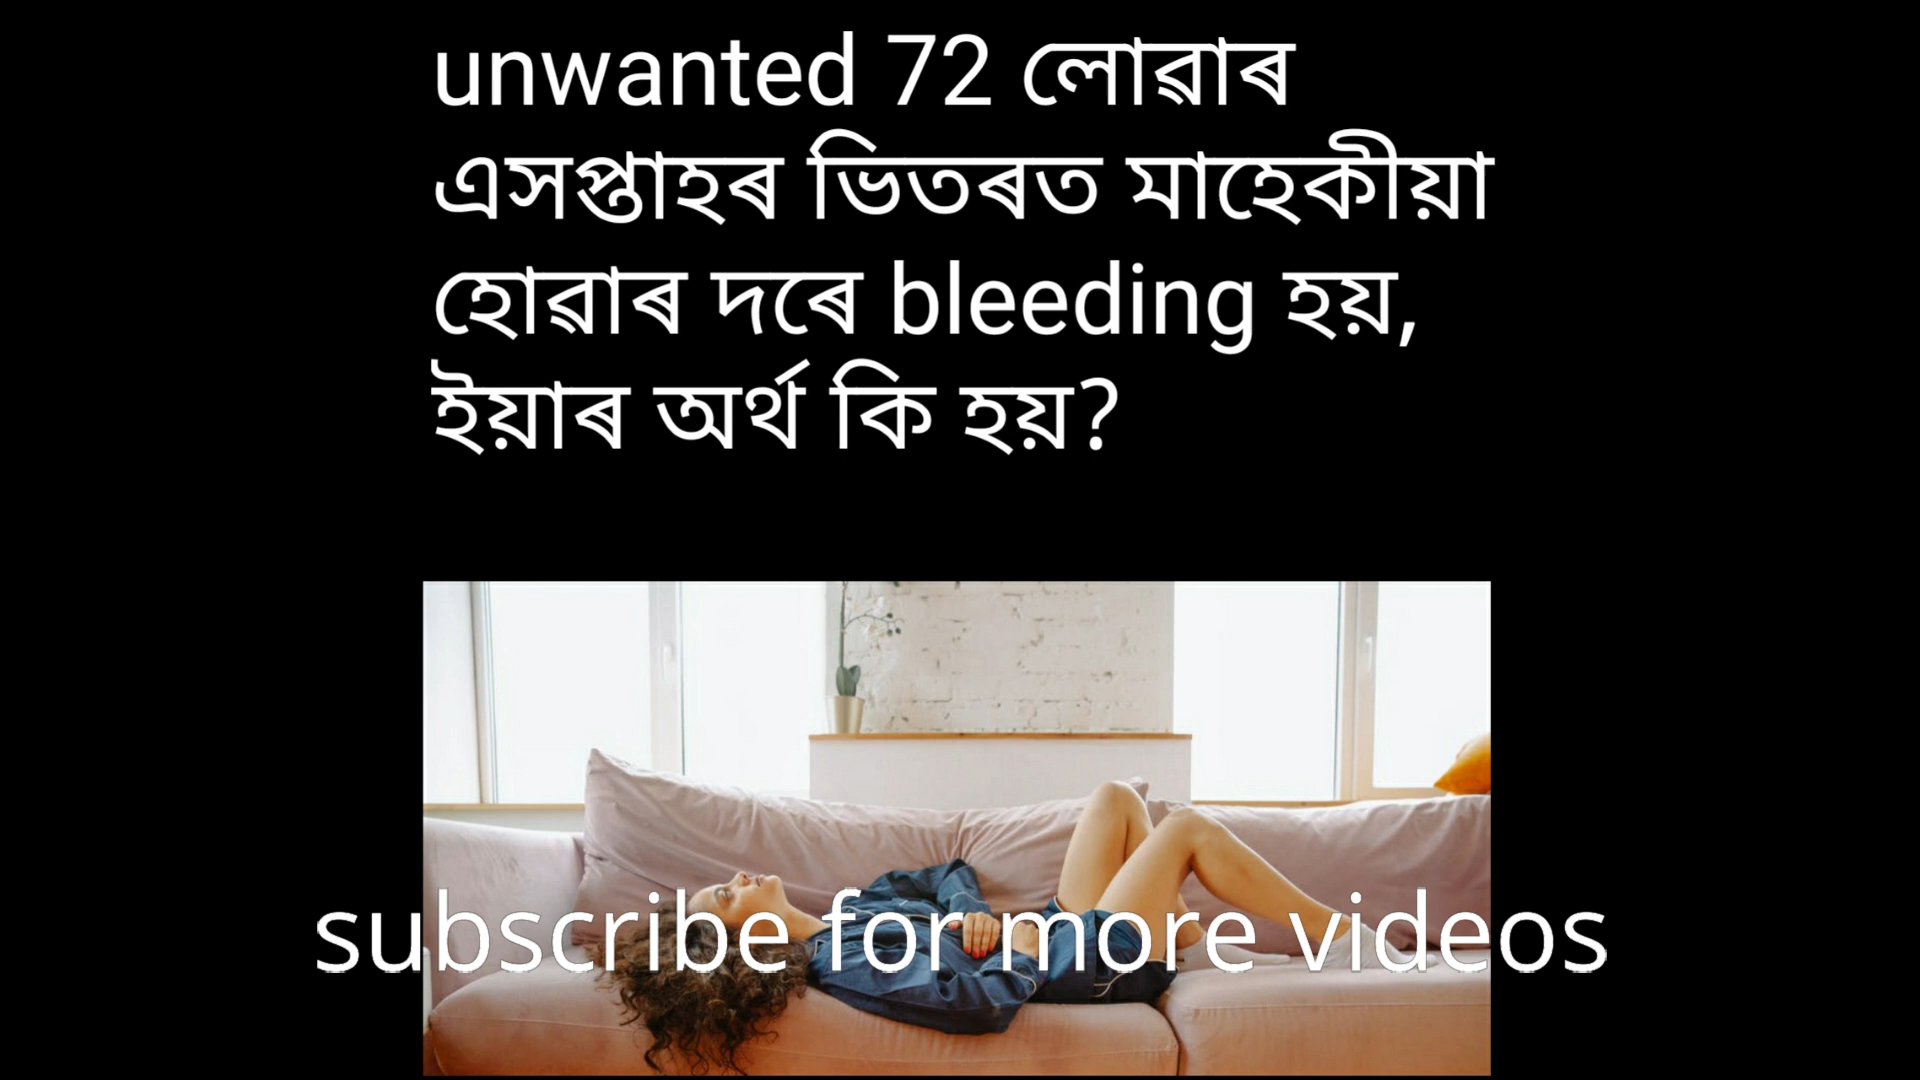 unwanted 72 লোৱাৰ
এসপ্তাহৰ ভিতৰত মাহেকীয়া
হোৱাৰ দৰে bleeding হয়,
ইয়াৰ অৰ্থ কি হয়?
subscribe for more videos